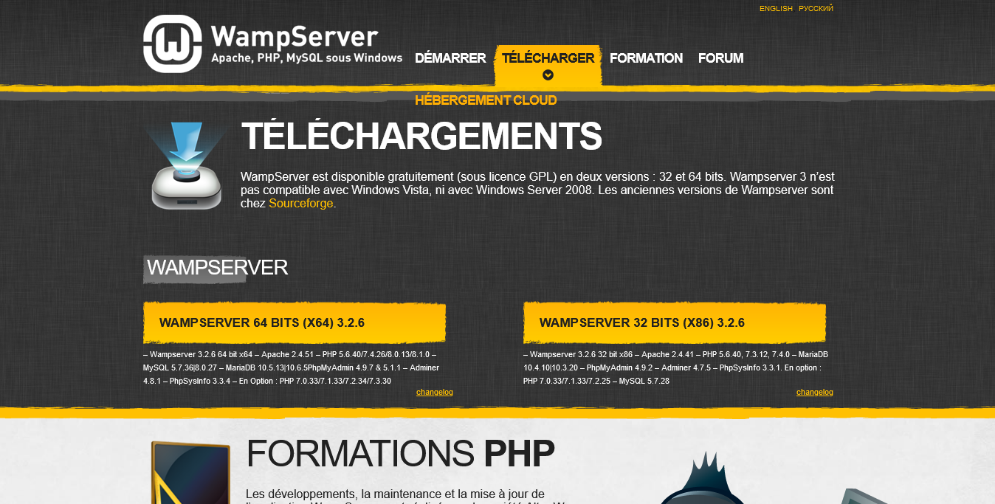 ENGLISH РУССКИЙ
WampServer
Apache, PHP, MySQL sous Windows
DÉMARRER TÉLÉCHARGER FORMATION FORUM
HÉBERGEMENT CLOUD
TÉLÉCHARGEMENTS
WampServer est disponible gratuitement (sous licence GPL) en deux versions : 32 et 64 bits. Wampserver 3 n'est
pas compatible avec Windows Vista, ni avec Windows Server 2008. Les anciennes versions de Wampserver sont
chez Sourceforge.
WAMPSERVER
WAMPSERVER 64 BITS (X64) 3.2.6
– Wampserver 3.2.6 64 bit x64 – Apache 2.4.51 – PHP 5.6.40/7.4.26/8.0.13/8.1.0 –
MySQL 5.7.36|8.0.27 – MariaDB 10.5.13|10.6.5PhpMyAdmin 4.9.7 & 5.1.1 – Adminer
4.8.1 – PhpSysInfo 3.3.4 – En Option : PHP 7.0.33/7.1.33/7.2.34/7.3.30
changelog
WAMPSERVER 32 BITS (X86) 3.2.6
– Wampserver 3.2.6 32 bit x86 – Apache 2.4.41 – PHP 5.6.40, 7.3.12, 7.4.0 – MariaDB
10.4.10|10.3.20 – PhpMyAdmin 4.9.2 – Adminer 4.7.5 – PhpSysInfo 3.3.1. En option :
PHP 7.0.33/7.1.33/7.2.25 – MySQL 5.7.28
changelog
FORMATIONS PHP
Les développements, la maintenance et la mise à jour de